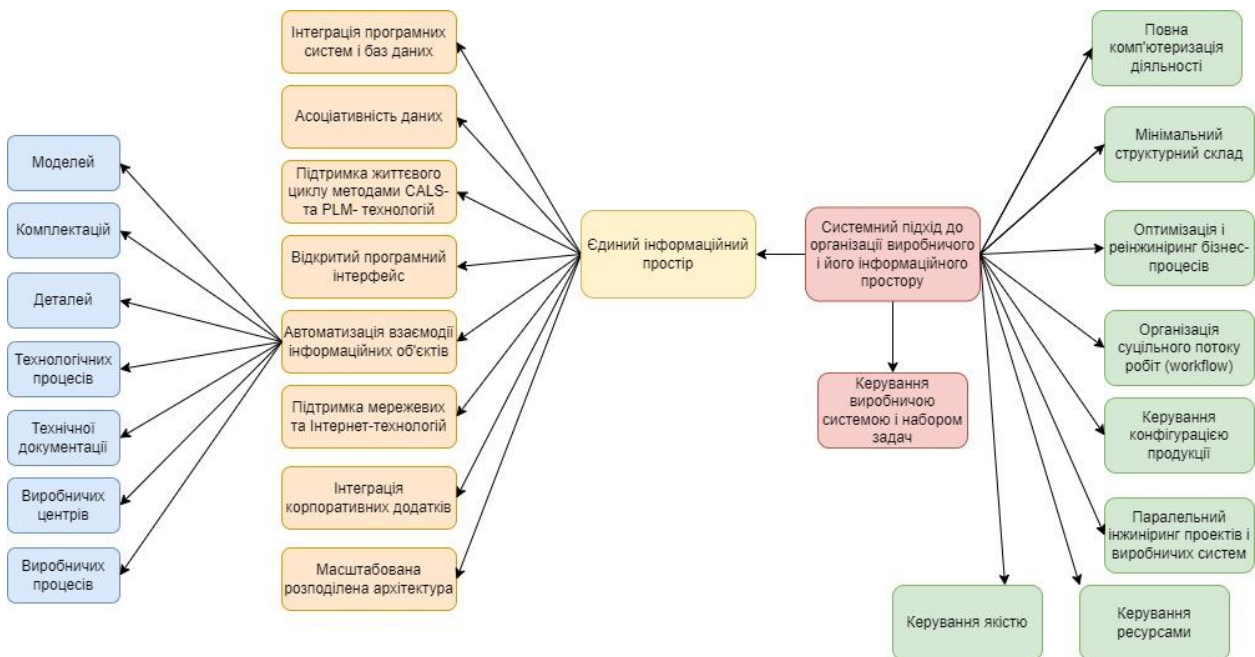 Моделей
Комплектацій
Деталей
Технологічних
процесів
Технічної
документації
Виробничих
центрів
Виробничих
процесів
Інтеграція програмних
систем і баз даних
Асоціативність даних
Підтримка життєвого
циклу методами CALS-
та PLM- технологій
Відкритий програмний
інтерфейс
Автоматизація взаємодії
інформаційних об'єктів
Підтримка мережевих
та Інтернет-технологій
Інтеграція
корпоративних додатків
Масштабована
розподілена архітектура
Єдиний інформаційний
простір
Системний підхід до
організації виробничого
і його інформаційного
простору
Керування
виробничою
системою і набором
задач
Повна
комп'ютеризація
діяльності
Мінімальний
структурний склад
Оптимізація і
реінжиніринг бізнес-
процесів
Організація
суцільного потоку
робіт (workflow)
Керування
конфігурацією
продукції
Паралельний
інжиніринг проектів і
виробничих систем
Керування якістю
Керування
ресурсами